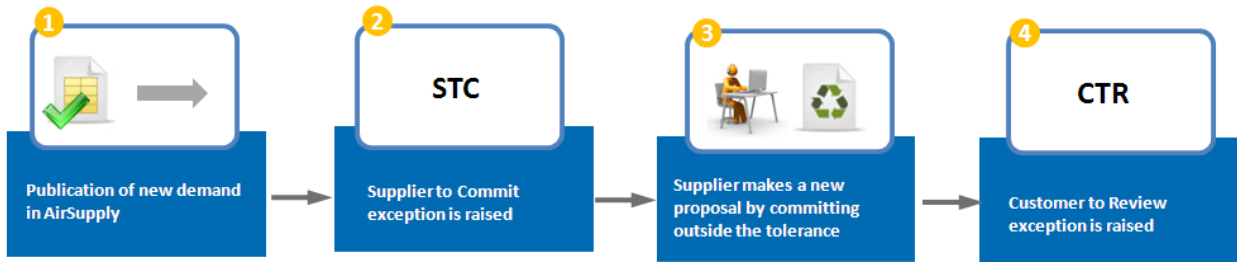 1
Publication of new demand
in AirSupply
2
STC
Supplier to Commit
exception is raised
3
Supplier makes a new
proposal by committing
outside the tolerance
4
CTR
Customer to Review
exception is raised